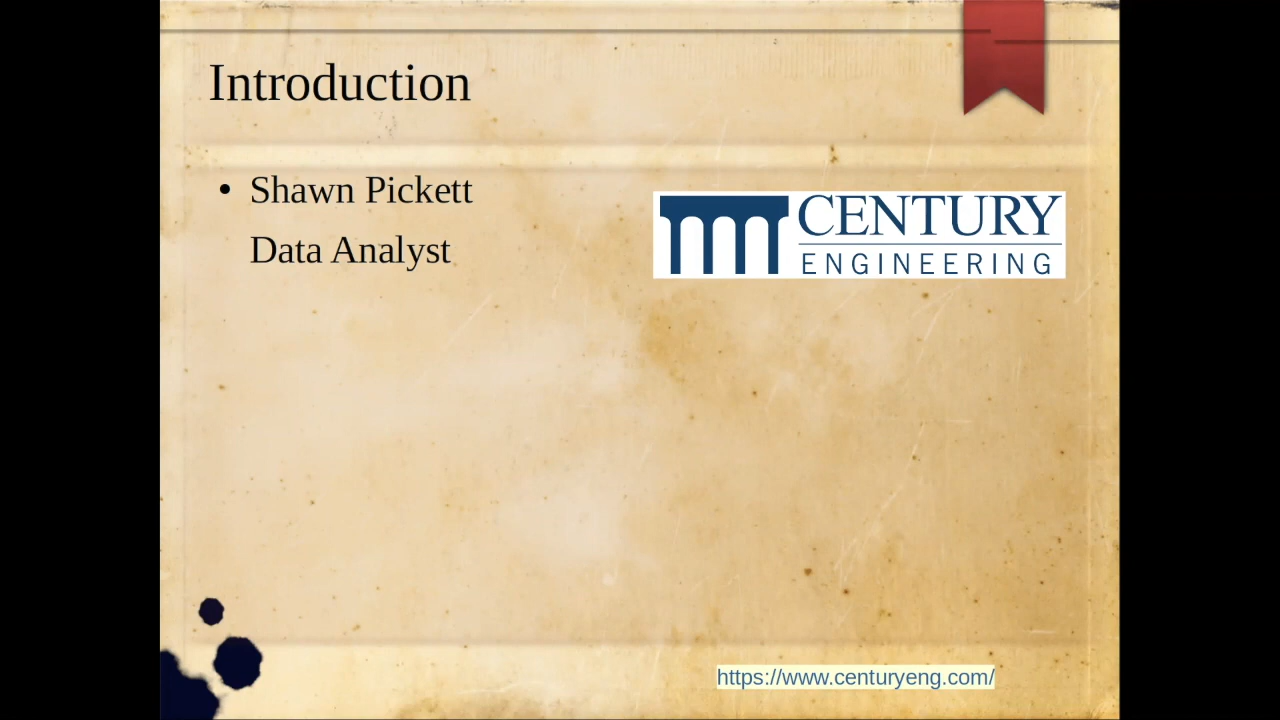 Introduction
• Shawn Pickett
Data Analyst
CENTURY
ENGINEERING
https://www.centuryeng.com/